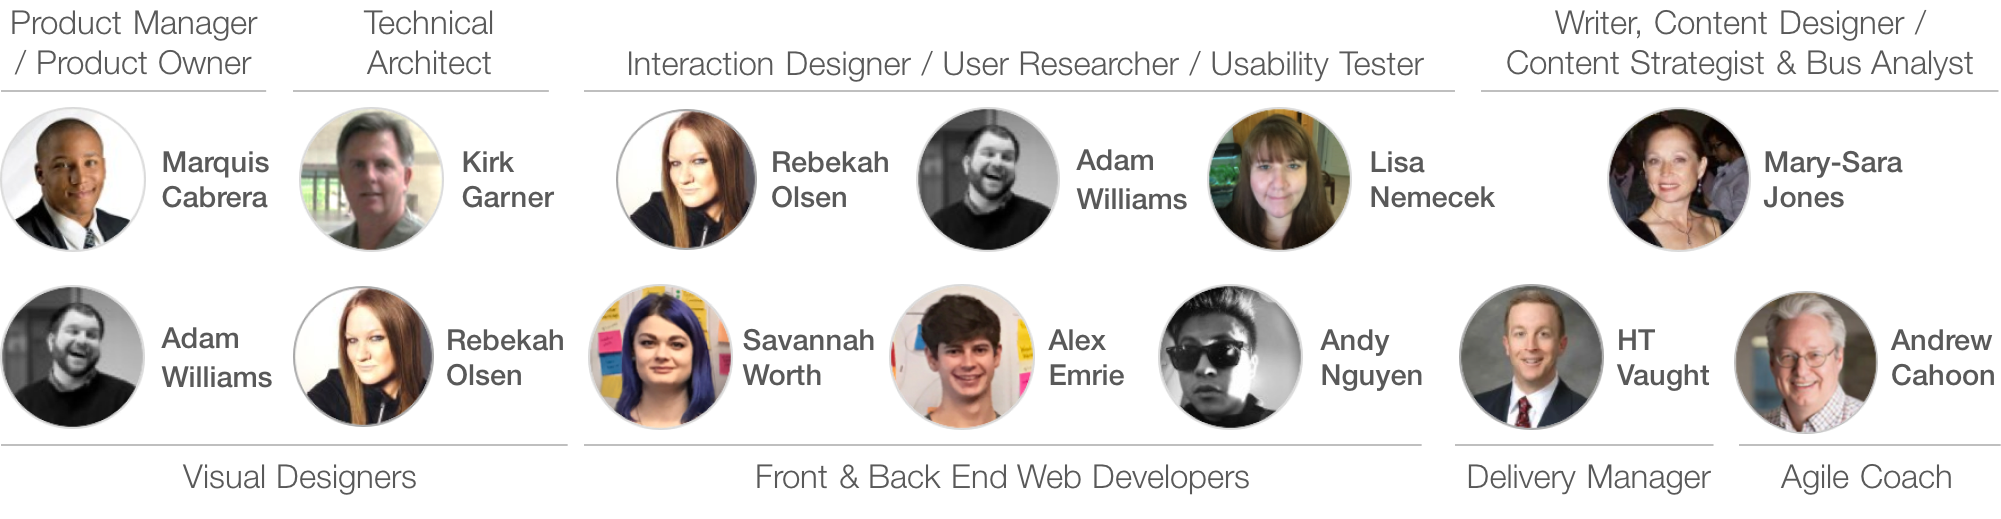 Product Manager
/ Product Owner
Technical
Architect
Interaction Designer / User Researcher / Usability Tester
Writer, Content Designer /
Content Strategist & Bus Analyst
Marquis
Cabrera
Kirk
Garner
Rebekah
Olsen
Adam
Williams
Lisa
Nemecek
Mary-Sara
Jones
Adam
Williams
Rebekah
Olsen
Savannah
Worth
Alex
Emrie
Andy
Nguyen
HT
Vaught
Andrew
Cahoon
Visual Designers
Front & Back End Web Developers
Delivery Manager
Agile Coach